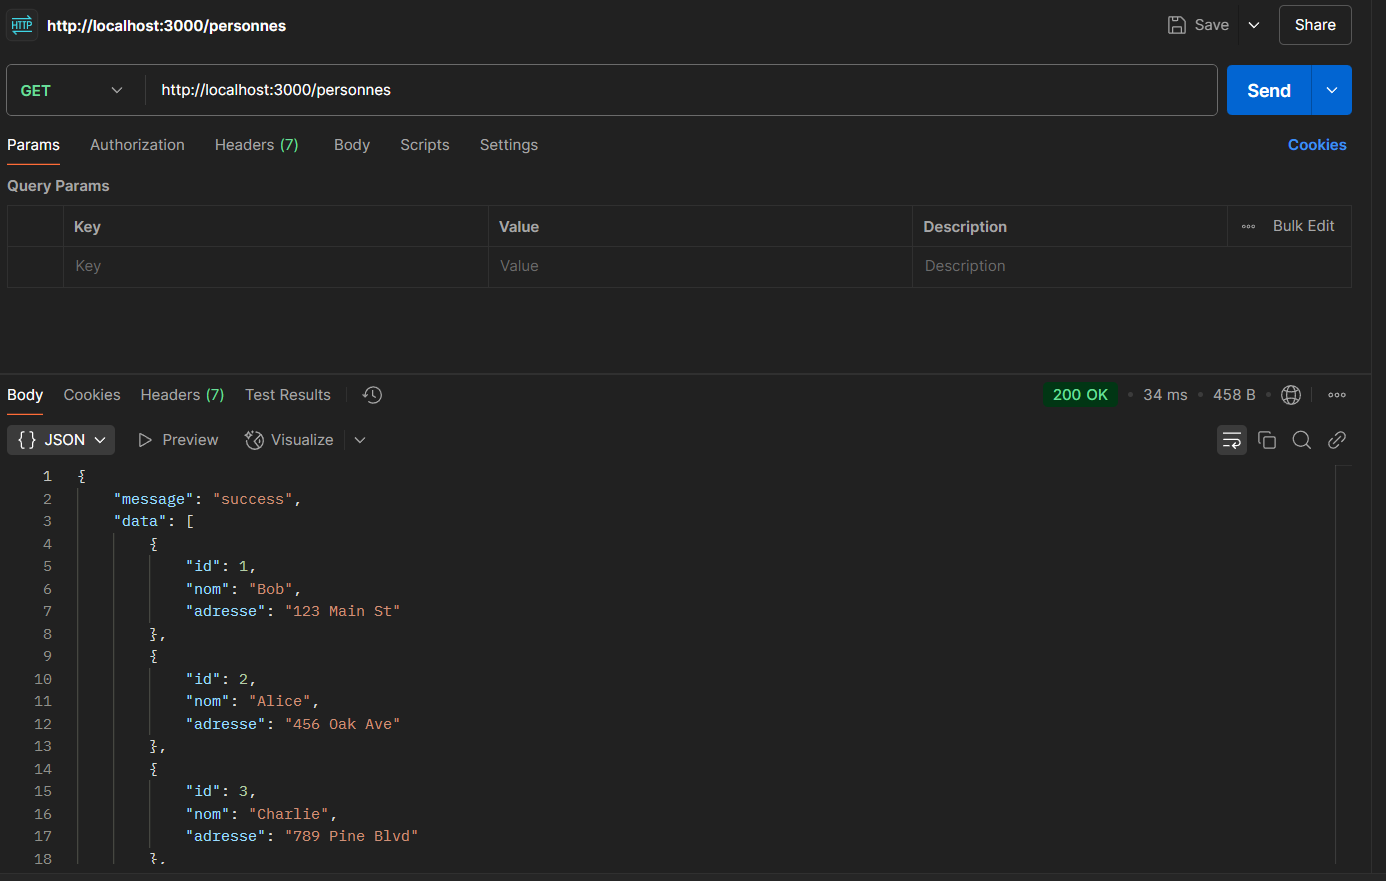 HTTP http://localhost:3000/personnes Save Share
GET http://localhost:3000/personnes Send
Params Authorization Headers (7) Body Scripts Settings Cookies
Query Params
Key Value Description Bulk Edit
Key Value Description
Body Cookies Headers (7) Test Results 200 OK • 34 ms • 458 B •
{} JSON Preview Visualize
1 {
2 "message": "success",
3 "data": [
4 {
5 "id": 1,
6 "nom": "Bob",
7 "adresse": "123 Main St"
8 },
9 {
10 "id": 2,
11 "nom": "Alice",
12 "adresse": "456 Oak Ave"
13 },
14 {
15 "id": 3,
16 "nom": "Charlie",
17 "adresse": "789 Pine Blvd"
18 },